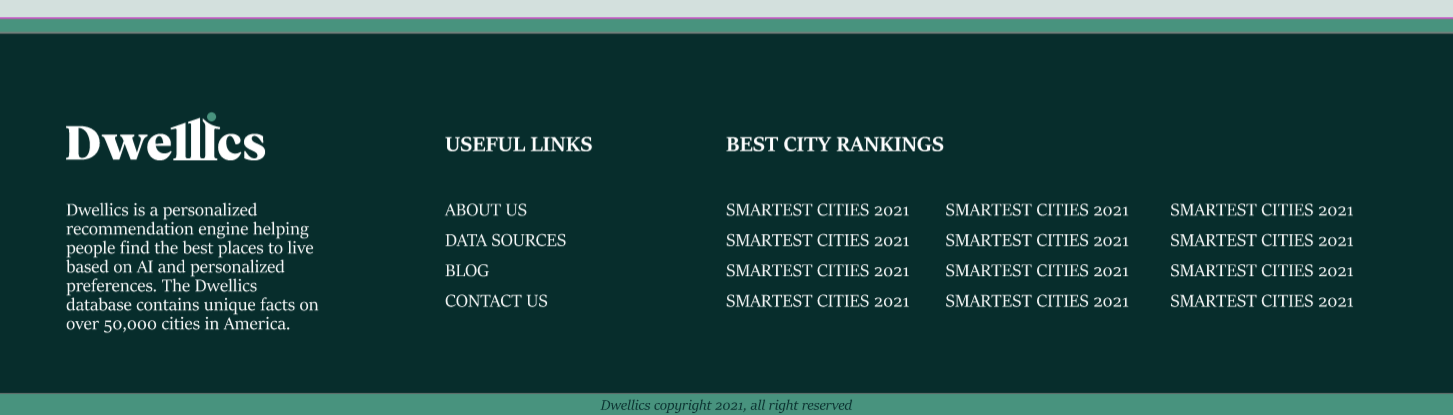 Dwellics
Dwellics is a personalized
recommendation engine helping
people find the best places to live
based on AI and personalized
preferences. The Dwellics
database contains unique facts on
over 50,000 cities in America.
USEFUL LINKS
ABOUT US
DATA SOURCES
BLOG
CONTACT US
BEST CITY RANKINGS
SMARTEST CITIES 2021
SMARTEST CITIES 2021
SMARTEST CITIES 2021
SMARTEST CITIES 2021
SMARTEST CITIES 2021
SMARTEST CITIES 2021
SMARTEST CITIES 2021
SMARTEST CITIES 2021
SMARTEST CITIES 2021
SMARTEST CITIES 2021
SMARTEST CITIES 2021
SMARTEST CITIES 2021
Dwellics copyright 2021, all right reserved